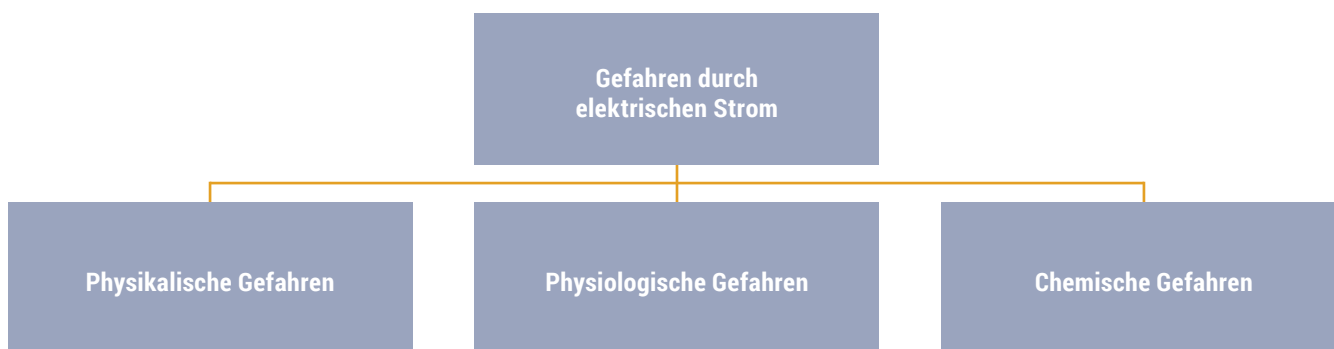 Gefahren durch
elektrischen Strom
Physikalische Gefahren
Physiologische Gefahren
Chemische Gefahren